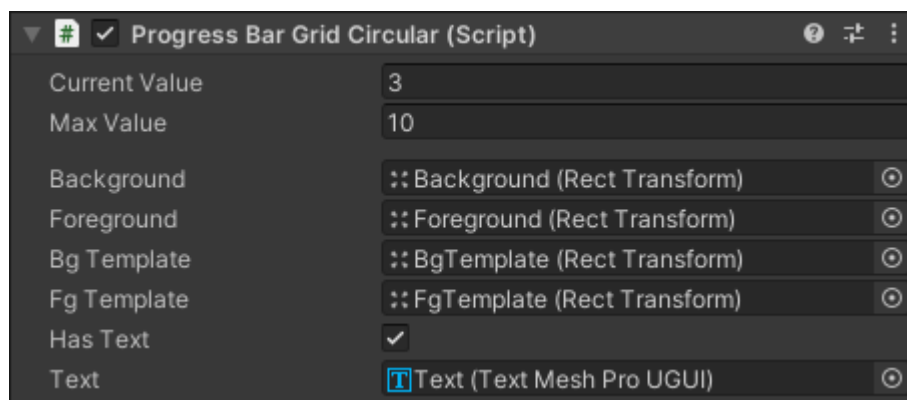 Progress Bar Grid Circular (Script)
Current Value 3
Max Value 10
Background Background (Rect Transform)
Foreground Foreground (Rect Transform)
Bg Template BgTemplate (Rect Transform)
Fg Template FgTemplate (Rect Transform)
Has Text
Text Text (Text Mesh Pro UGUI)